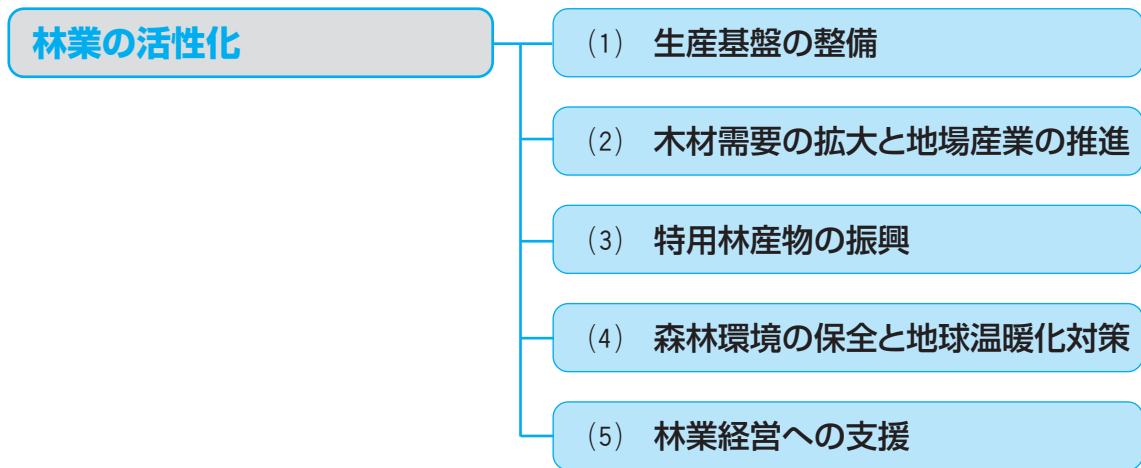 林業の活性化
(1) 生産基盤の整備
(2) 木材需要の拡大と地場産業の推進
(3) 特用林産物の振興
(4) 森林環境の保全と地球温暖化対策
(5) 林業経営への支援